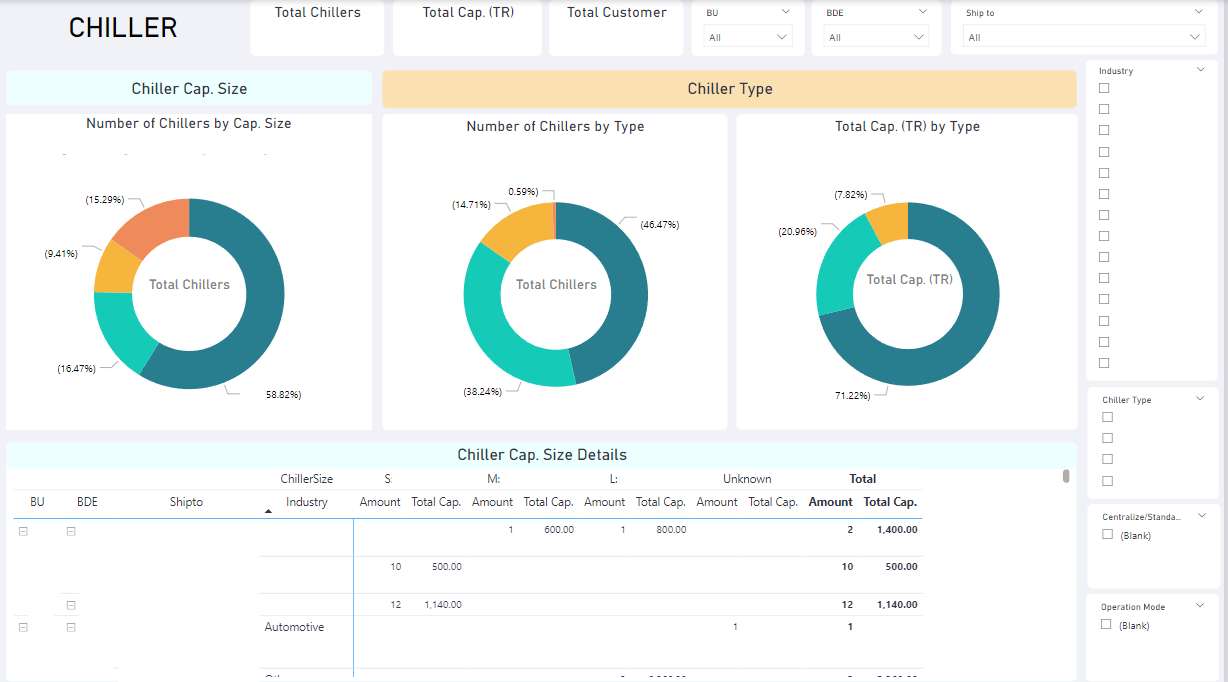 CHILLER
Total Chillers
Total Cap. (TR)
Total Customer
BU
All
BDE
All
Ship to
All
Chiller Cap. Size
Chiller Type
Number of Chillers by Cap. Size
(15.29%)
(9.41%)
Total Chillers
(16.47%)
58.82%)
Number of Chillers by Type
0.59%)
(14.71%)
(46.47%)
Total Chillers
(38.24%)
Total Cap. (TR) by Type
(7.82%)
(20.96%)
Total Cap. (TR)
71.22%)
Industry
Chiller Type
Centralize/Standa...
(Blank)
Operation Mode
(Blank)
Chiller Cap. Size Details
ChillerSize S: M: L: Unknown Total
BU BDE Shipto Industry Amount Total Cap. Amount Total Cap. Amount Total Cap. Amount Total Cap. Amount Total Cap.
1 600.00 1 800.00 2 1,400.00
10 500.00 10 500.00
12 1,140.00 12 1,140.00
Automotive 1 1